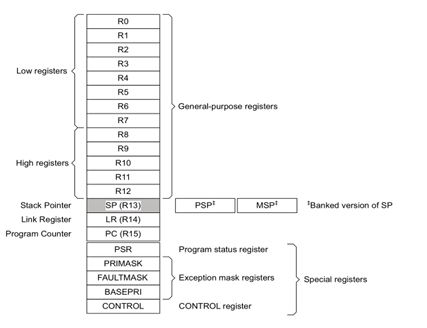 R0
R1
R2
R3
Low registers
R4
R5
R6
General-purpose registers
R7
R8
R9
High registers
R10
R11
R12
Stack Pointer SP (R13) PSP‡ MSP‡ ‡Banked version of SP
Link Register LR (R14)
Program Counter PC (R15)
PSR Program status register
PRIMASK
FAULTMASK Exception mask registers Special registers
BASEPRI
CONTROL CONTROL register